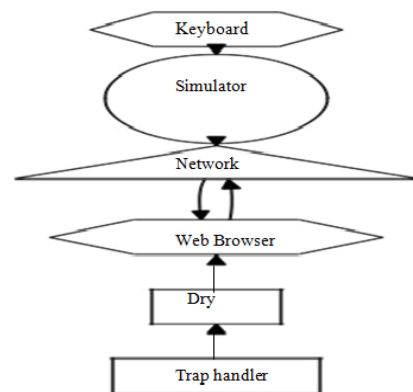 Keyboard
Simulator
Network
Web Browser
Dry
Trap handler